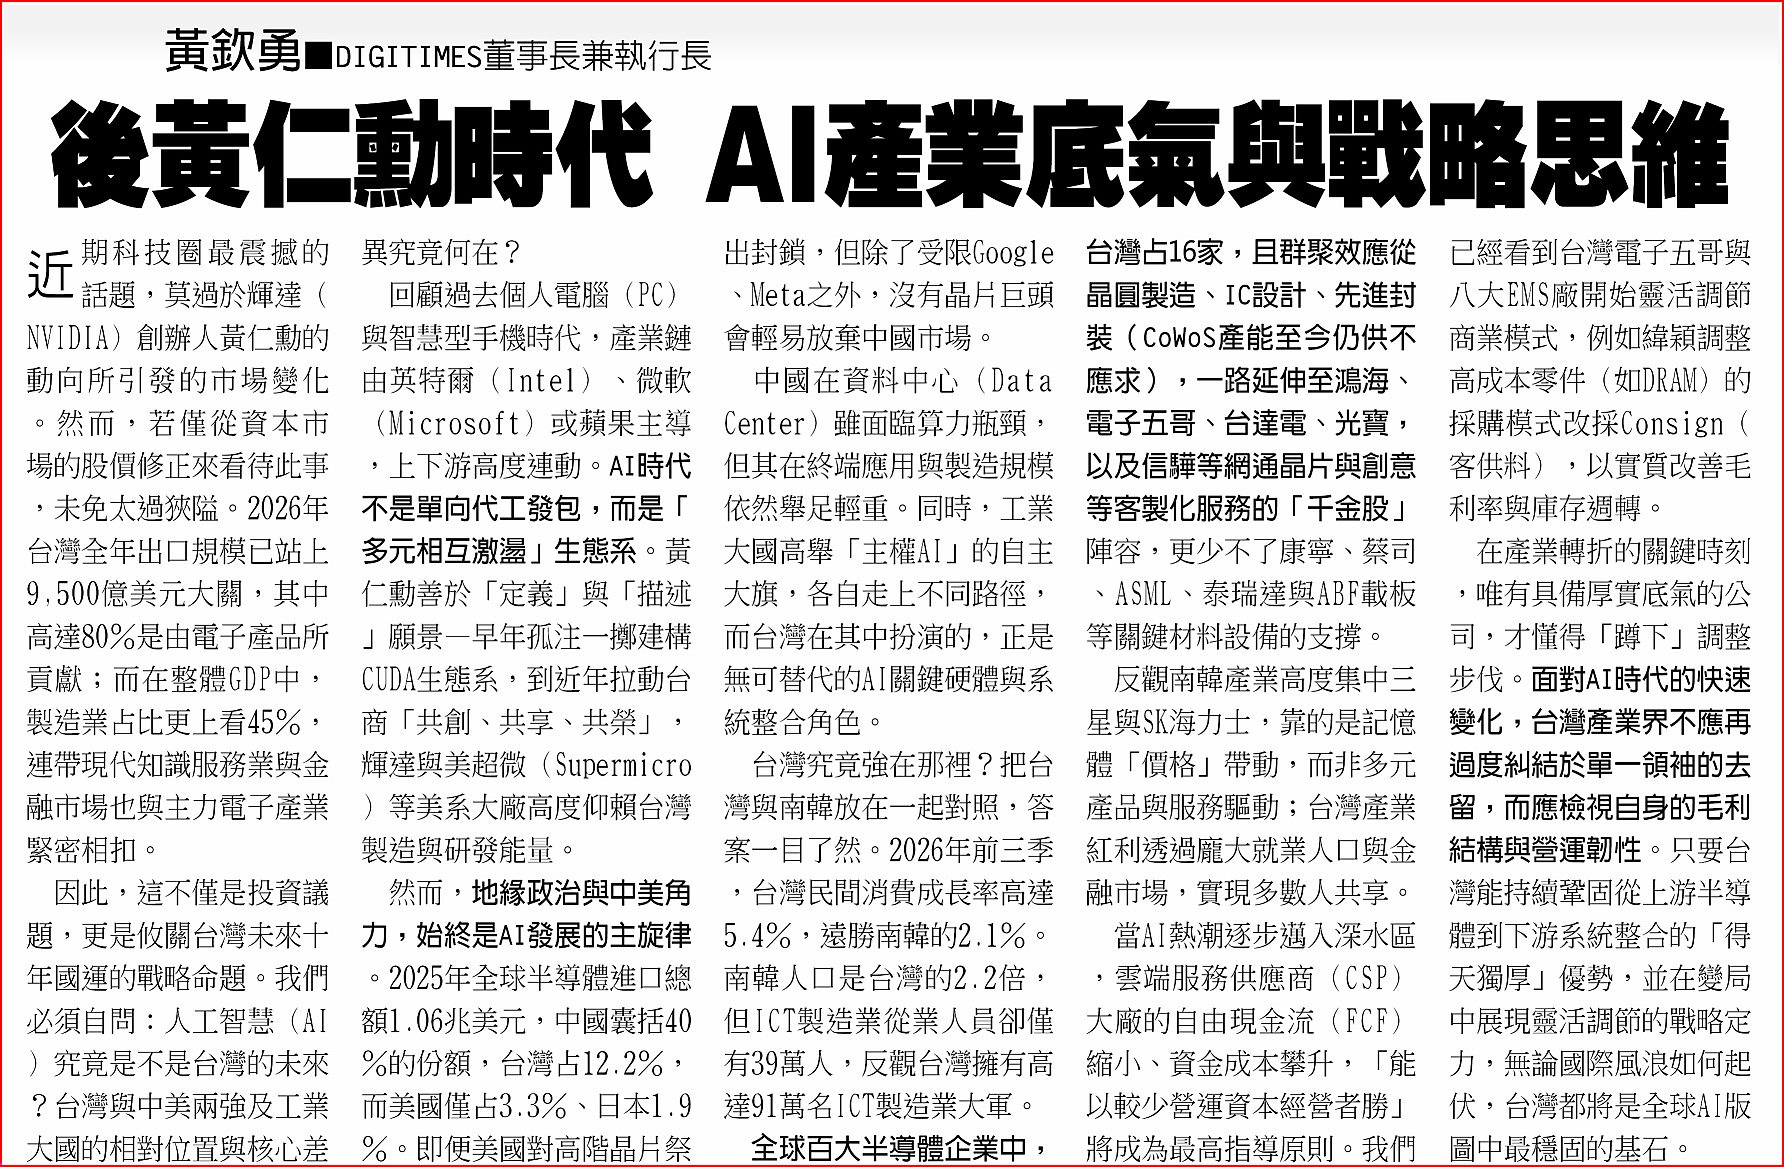 黃欽勇■DIGITIMES董事長兼執行長
後黃仁勳時代 AI產業底氣與戰略思維
近期科技圈最震撼的
話題，莫過於輝達（
NVIDIA）創辦人黃仁勳的
動向所引發的市場變化
。然而，若僅從資本市
場的股價修正來看待此事
，未免太過狹隘。2026年
台灣全年出口規模已站上
9,500億美元大關，其中
高達80%是由電子產品所
貢獻；而在整體GDP中，
製造業占比更上看45%，
連帶現代知識服務業與金
融市場也與主力電子產業
緊密相扣。
因此，這不僅是投資議
題，更是攸關台灣未來十
年國運的戰略命題。我們
必須自問：人工智慧（AI
）究竟是不是台灣的未來
？台灣與中美兩強及工業
大國的相對位置與核心差
異究竟何在？
回顧過去個人電腦（PC）
與智慧型手機時代，產業鏈
由英特爾（Intel）、微軟
（Microsoft）或蘋果主導
，上下游高度連動。AI時代
不是單向代工發包，而是「
多元相互激盪」生態系。黃
仁勳善於「定義」與「描述
」願景—早年孤注一擲建構
CUDA生態系，到近年拉動台
商「共創、共享、共榮」，
輝達與美超微（Supermicro
）等美系大廠高度仰賴台灣
製造與研發能量。
然而，地緣政治與中美角
力，始終是AI發展的主旋律
。2025年全球半導體進口總
額1.06兆美元，中國囊括40
%的份額，台灣占12.2%，
而美國僅占3.3%、日本1.9
%。即便美國對高階晶片祭
出封鎖，但除了受限Google
、Meta之外，沒有晶片巨頭
會輕易放棄中國市場。
中國在資料中心（Data
Center）雖面臨算力瓶頸，
但其在終端應用與製造規模
依然舉足輕重。同時，工業
大國高舉「主權AI」的自主
大旗，各自走上不同路徑，
而台灣在其中扮演的，正是
無可替代的AI關鍵硬體與系
統整合角色。
台灣究竟強在那裡？把台
灣與南韓放在一起對照，答
案一目了然。2026年前三季
，台灣民間消費成長率高達
5.4%，遠勝南韓的2.1%。
南韓人口是台灣的2.2倍，
但ICT製造業從業人員卻僅
有39萬人，反觀台灣擁有高
達91萬名ICT製造業大軍。
全球百大半導體企業中，
台灣占16家，且群聚效應從
晶圓製造、IC設計、先進封
裝（CoWoS產能至今仍供不
應求），一路延伸至鴻海、
電子五哥、台達電、光寶，
以及信驊等網通晶片與創意
等客製化服務的「千金股」
陣容，更少不了康寧、蔡司
、ASML、泰瑞達與ABF載板
等關鍵材料設備的支撐。
反觀南韓產業高度集中三
星與SK海力士，靠的是記憶
體「價格」帶動，而非多元
產品與服務驅動；台灣產業
紅利透過龐大就業人口與金
融市場，實現多數人共享。
當AI熱潮逐步邁入深水區
，雲端服務供應商（CSP）
大廠的自由現金流（FCF）
縮小、資金成本攀升，「能
以較少營運資本經營者勝」
將成為最高指導原則。我們
已經看到台灣電子五哥與
八大EMS廠開始靈活調節
商業模式，例如緯穎調整
高成本零件（如DRAM）的
採購模式改採Consign（
客供料），以實質改善毛
利率與庫存週轉。
在產業轉折的關鍵時刻
，唯有具備厚實底氣的公
司，才懂得「蹲下」調整
步伐。面對AI時代的快速
變化，台灣產業界不應再
過度糾結於單一領袖的去
留，而應檢視自身的毛利
結構與營運韌性。只要台
灣能持續鞏固從上游半導
體到下游系統整合的「得
天獨厚」優勢，並在變局
中展現靈活調節的戰略定
力，無論國際風浪如何起
伏，台灣都將是全球AI版
圖中最穩固的基石。